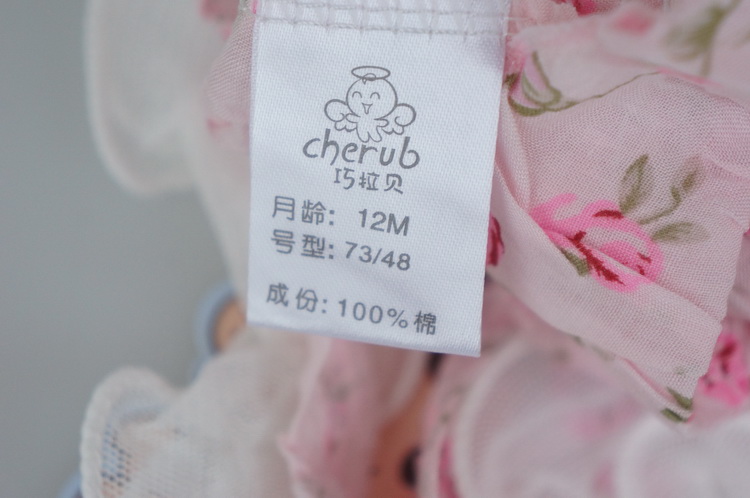 cherub
巧拉贝
月龄: 12M
号型: 73/48
成份: 100%棉